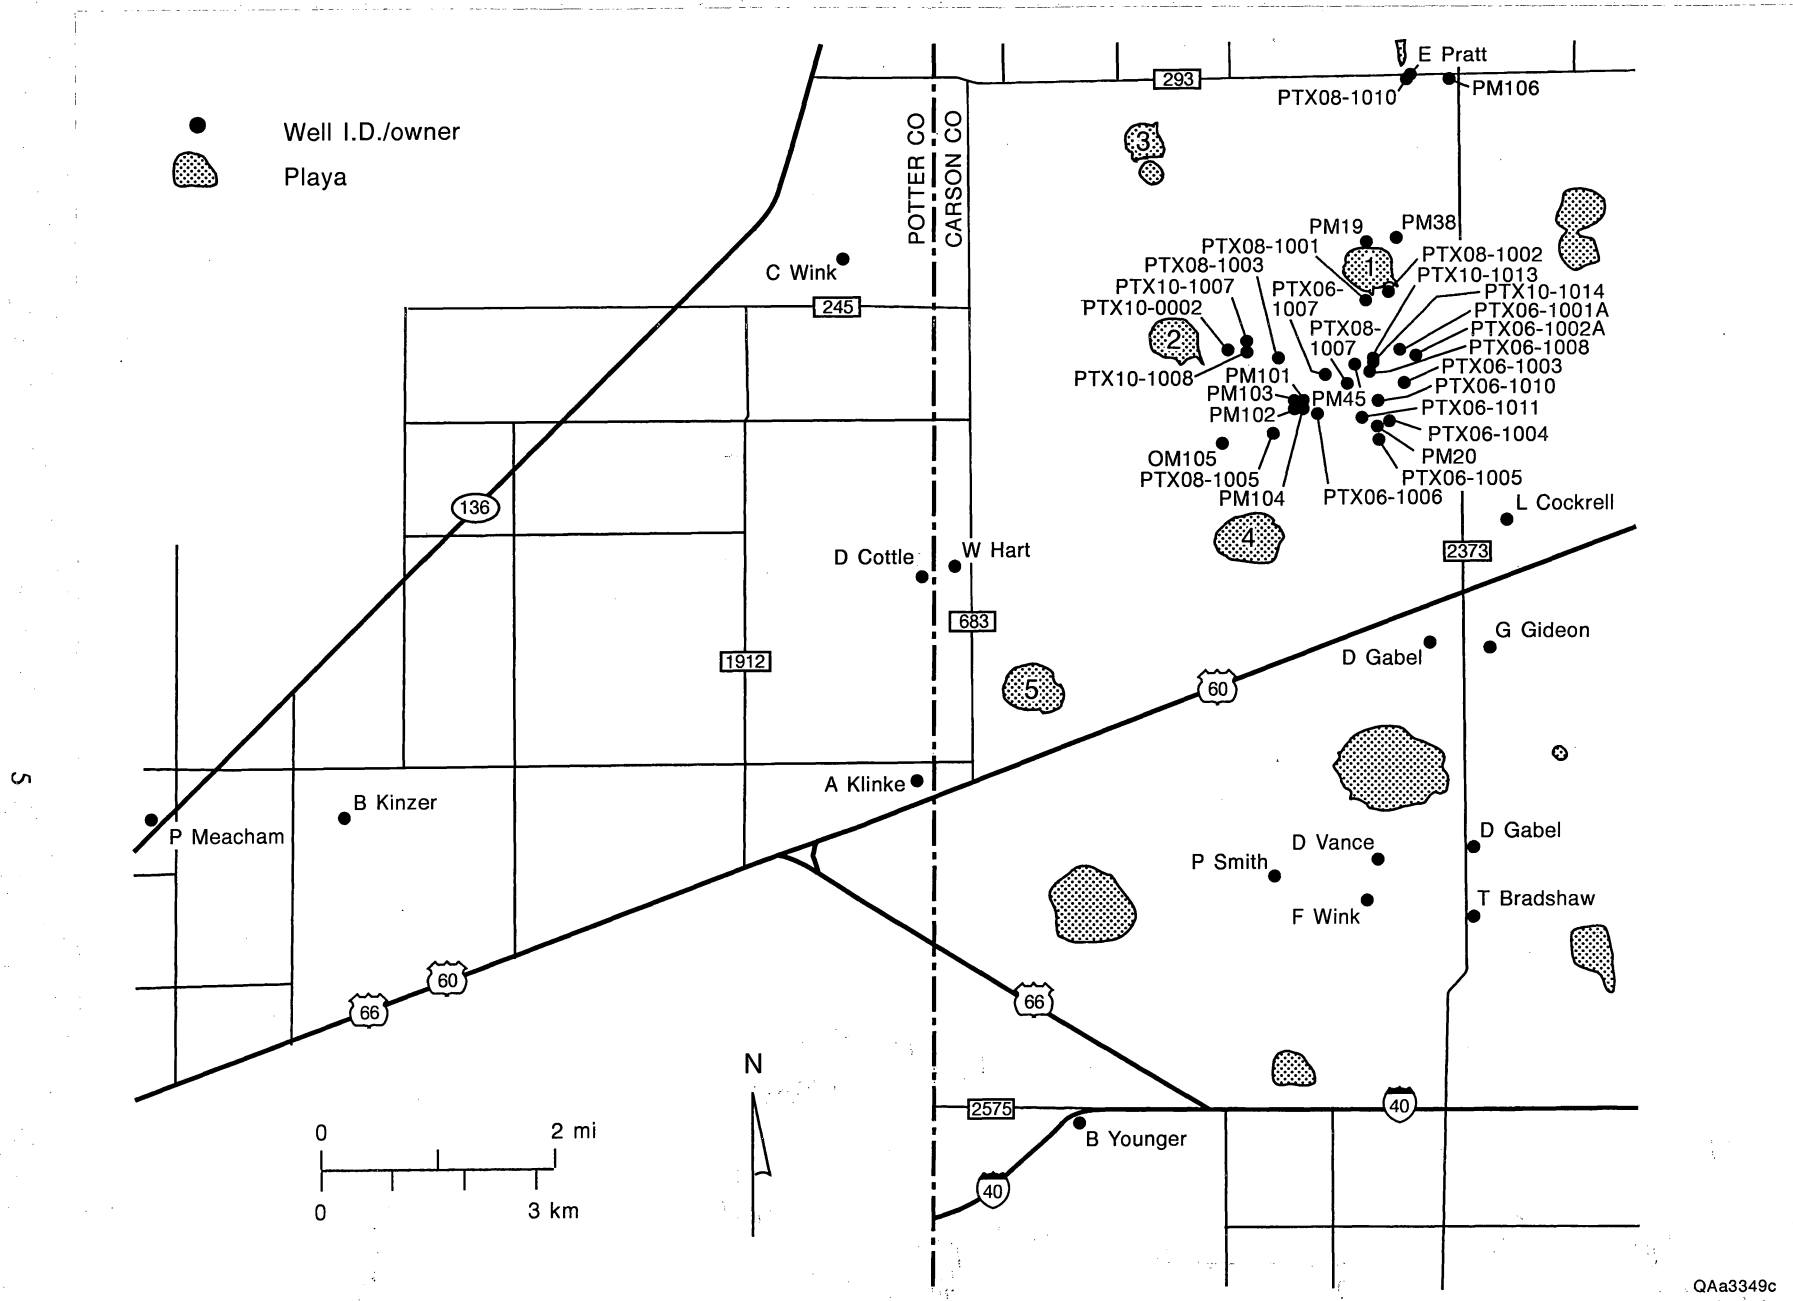 E Pratt
293
PTX08-1010
PM106
Well I.D./owner
Playa
POTTER CO
CARSON CO
3
PM19
PM38
PTX08-1001
C Wink
1
PTX08-1002
PTX08-1003
PTX10-1013
PTX10-1007
PTX06-
1007
PTX10-1014
245
PTX10-0002
PTX06-1001A
PTX08-
1007
PTX06-1002A
2
PTX06-1008
PTX10-1008
PM101
PTX06-1003
PM103
PM45
PTX06-1010
PM102
PTX06-1011
PTX06-1004
OM105
PM20
PTX08-1005
PTX06-1005
PM104
PTX06-1006
136
L Cockrell
4
D Cottle
W Hart
2373
683
G Gideon
D Gabel
1912
5
60
A Klinke
5
B Kinzer
P Meacham
D Vance
D Gabel
P Smith
F Wink
T Bradshaw
60
66
66
N
40
2575
0
2 mi
B Younger
40
0
3 km
QAa3349c